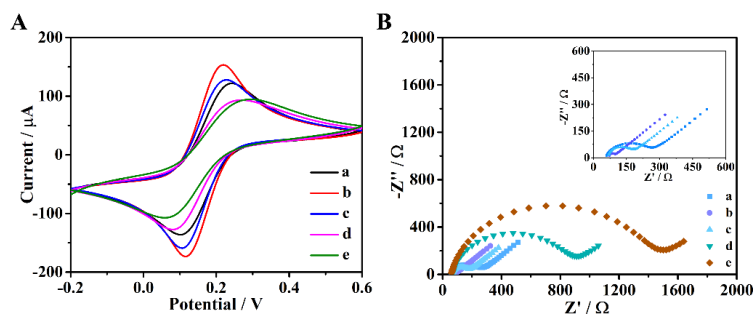 A
200
100
0
-100
-200
-0.2
0.0
0.2
0.4
0.6
Current / μA
Potential / V
a
b
c
d
e
B
2000
1600
1200
800
400
0
0
400
800
1200
1600
2000
-Z'' / Ω
Z' / Ω
600
450
300
150
0
0
150
300
450
600
-Z'' / Ω
Z' / Ω
a
b
c
d
e